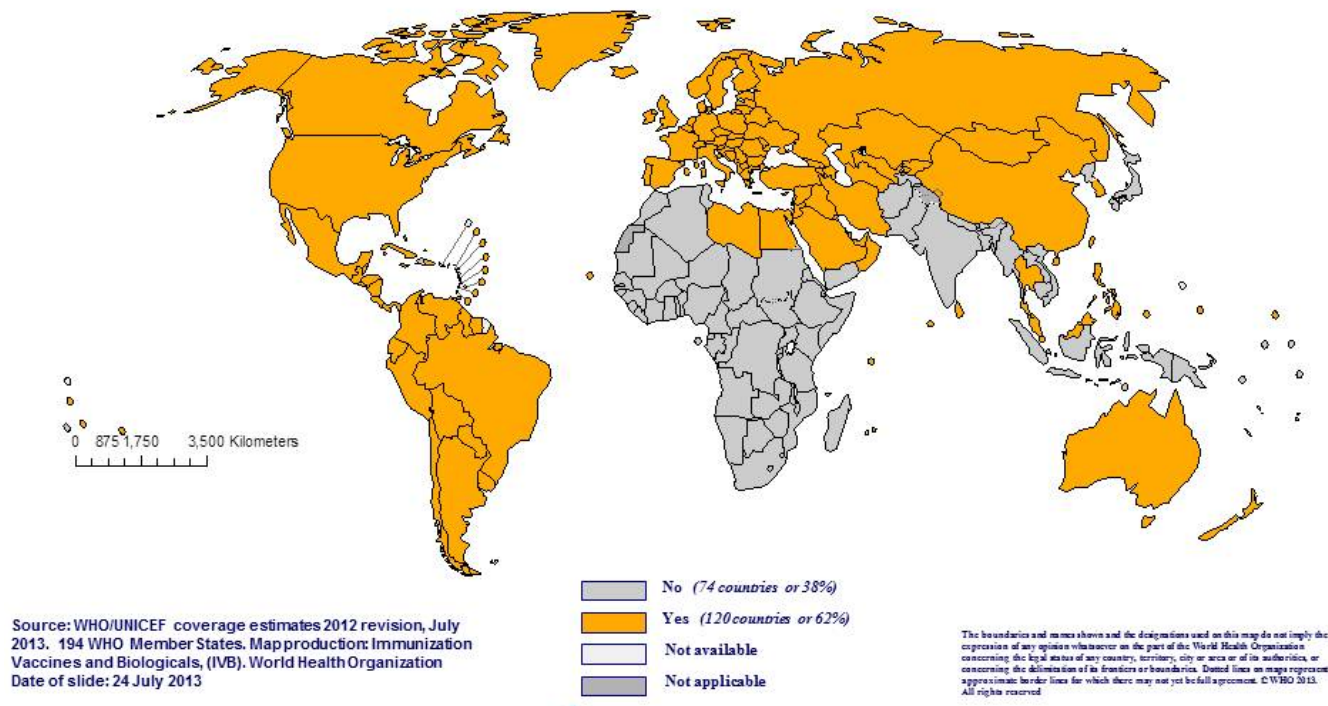 0 875 1,750 3,500 Kilometers
No (74 countries or 38%)
Yes (120 countries or 62%)
Not available
Not applicable
Source: WHO/UNICEF coverage estimates 2012 revision, July
2013. 194 WHO Member States. Map production: Immunization
Vaccines and Biologicals, (IVB). World Health Organization
Date of slide: 24 July 2013
The boundaries and names shown and the designations used on this map do not imply the
expression of any opinion whatsoever on the part of the World Health Organization
concerning the legal status of any country, territory, city or area or of its authorities, or
concerning the delimitation of its frontiers or boundaries. Dotted lines on maps represent
approximate border lines for which there may not yet be full agreement. © WHO 2013.
All rights reserved